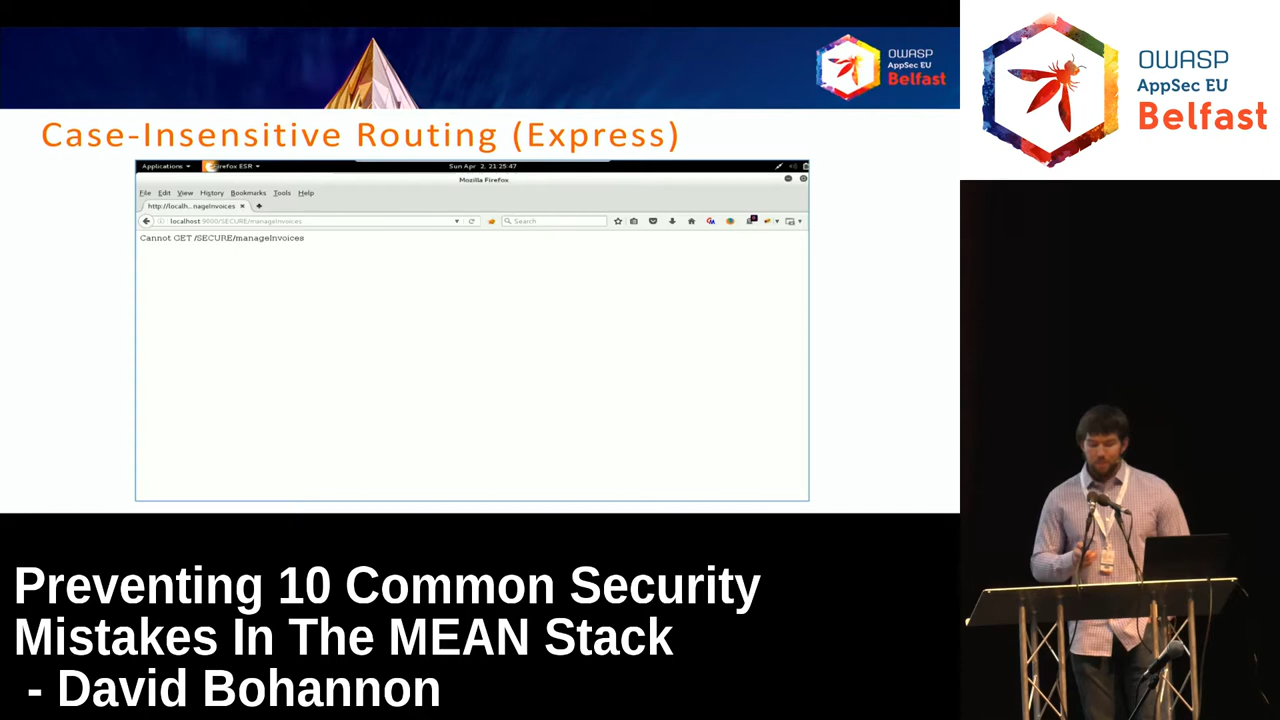 OWASP
AppSec EU
Belfast
OWASP
AppSec EU
Belfast
Case-Insensitive Routing (Express)
Applications
Firefox ESR
Sun Apr 2, 21:25:47
Mozilla Firefox
File Edit View History Bookmarks Tools Help
http://localh...nageInvoices
localhost:9000/SECURE/manageInvoices
Search
Cannot GET /SECURE/manageInvoices
Preventing 10 Common Security
Mistakes In The MEAN Stack
- David Bohannon